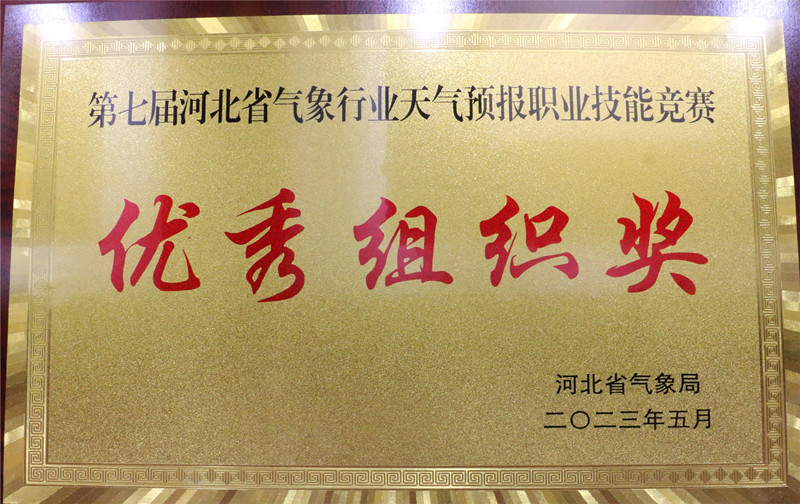 第七届河北省气象行业天气预报职业技能竞赛
优秀组织奖
河北省气象局
二〇二三年五月